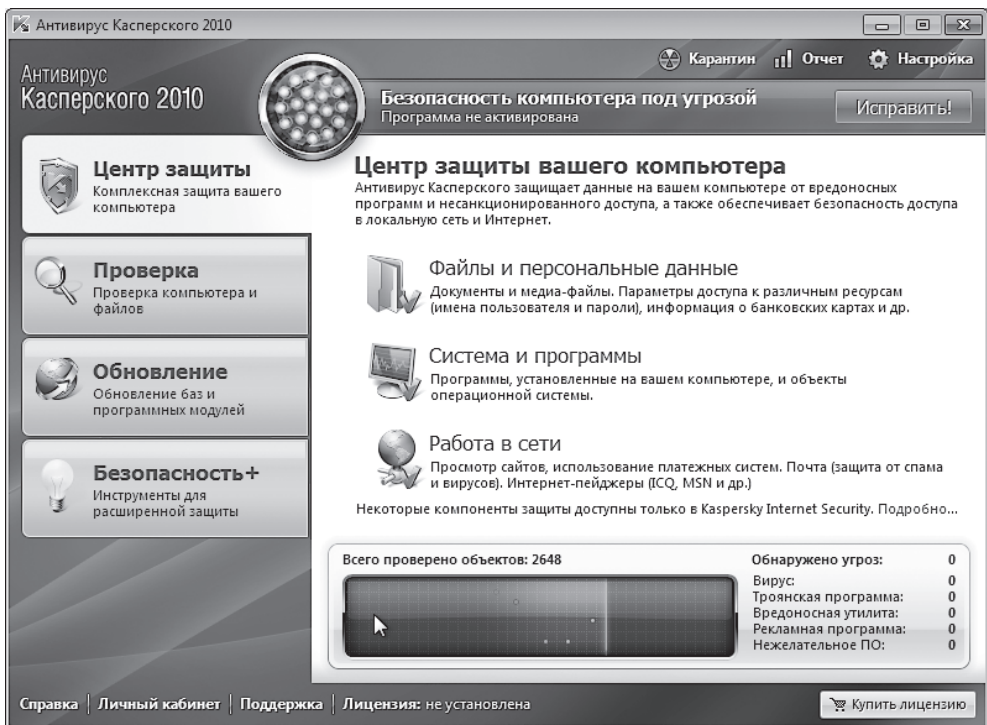 Антивирус Касперского 2010
Карантин Отчет Настройка
Антивирус
Касперского 2010
Безопасность компьютера под угрозой
Программа не активирована
Исправить!
Центр защиты
Комплексная защита вашего
компьютера
Проверка
Проверка компьютера и
файлов
Обновление
Обновление баз и
программных модулей
Безопасность+
Инструменты для
расширенной защиты
Центр защиты вашего компьютера
Антивирус Касперского защищает данные на вашем компьютере от вредоносных
программ и несанкционированного доступа, а также обеспечивает безопасность доступа
в локальную сеть и Интернет.
Файлы и персональные данные
Документы и медиа-файлы. Параметры доступа к различным ресурсам
(имена пользователя и пароли), информация о банковских картах и др.
Система и программы
Программы, установленные на вашем компьютере, и объекты
операционной системы.
Работа в сети
Просмотр сайтов, использование платежных систем. Почта (защита от спама
и вирусов). Интернет-пейджеры (ICQ, MSN и др.)
Некоторые компоненты защиты доступны только в Kaspersky Internet Security. Подробно...
Всего проверено объектов: 2648
Обнаружено угроз: 0
Вирус: 0
Троянская программа: 0
Вредоносная утилита: 0
Рекламная программа: 0
Нежелательное ПО: 0
Справка | Личный кабинет | Поддержка | Лицензия: не установлена
Купить лицензию